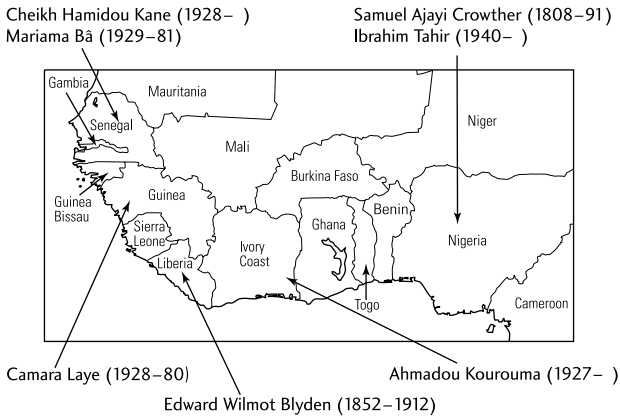 Cheikh Hamidou Kane (1928– )
Mariama Bâ (1929–81)
Samuel Ajayi Crowther (1808–91)
Ibrahim Tahir (1940– )
Gambia
Mauritania
Senegal
Mali
Niger
Burkina Faso
Guinea
Bissau
Guinea
Sierra
Leone
Liberia
Ivory
Coast
Ghana
Benin
Togo
Nigeria
Cameroon
Camara Laye (1928–80)
Ahmadou Kourouma (1927– )
Edward Wilmot Blyden (1852–1912)